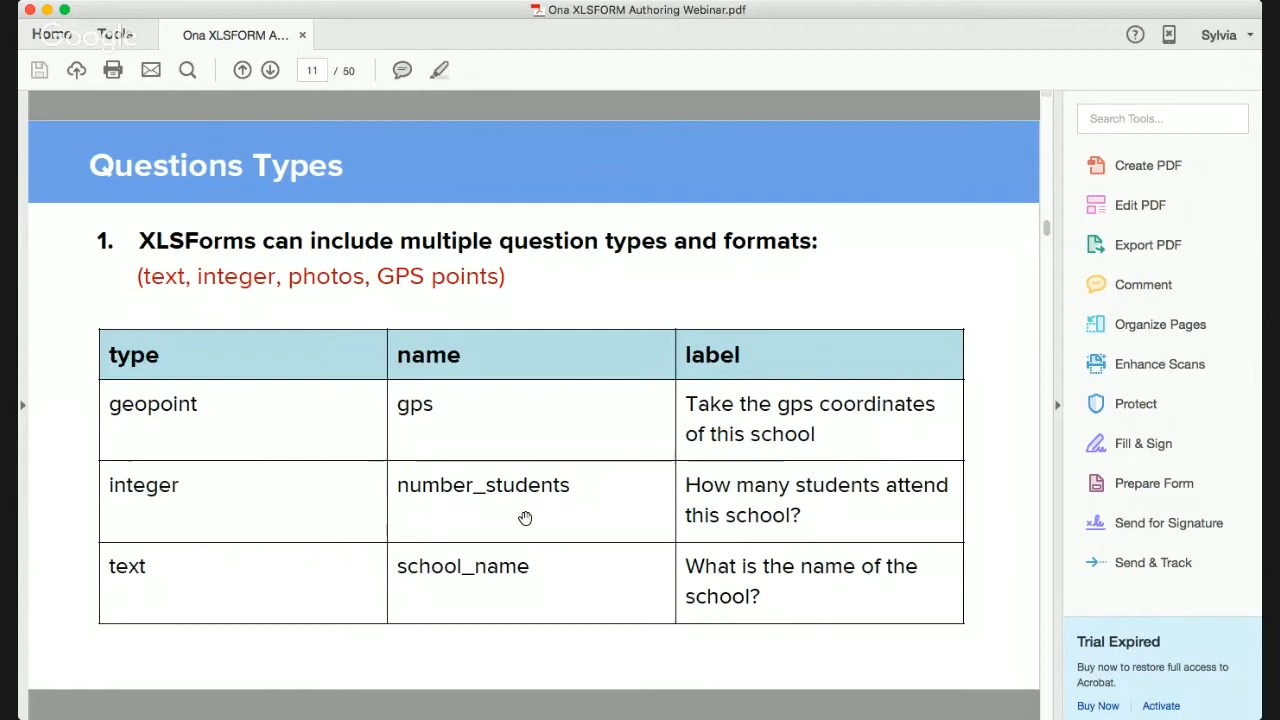 Ona XLSFORM Authoring Webinar.pdf
Home Tools Ona XLSFORM A... × ? Sylvia
Google
11 / 50
Search Tools...
Questions Types
1. XLSForms can include multiple question types and formats:
(text, integer, photos, GPS points)
type name label
geopoint gps Take the gps coordinates
of this school
integer number_students How many students attend
this school?
text school_name What is the name of the
school?
Create PDF
Edit PDF
Export PDF
Comment
Organize Pages
Enhance Scans
Protect
Fill & Sign
Prepare Form
Send for Signature
Send & Track
Trial Expired
Buy now to restore full access to
Acrobat.
Buy Now Activate